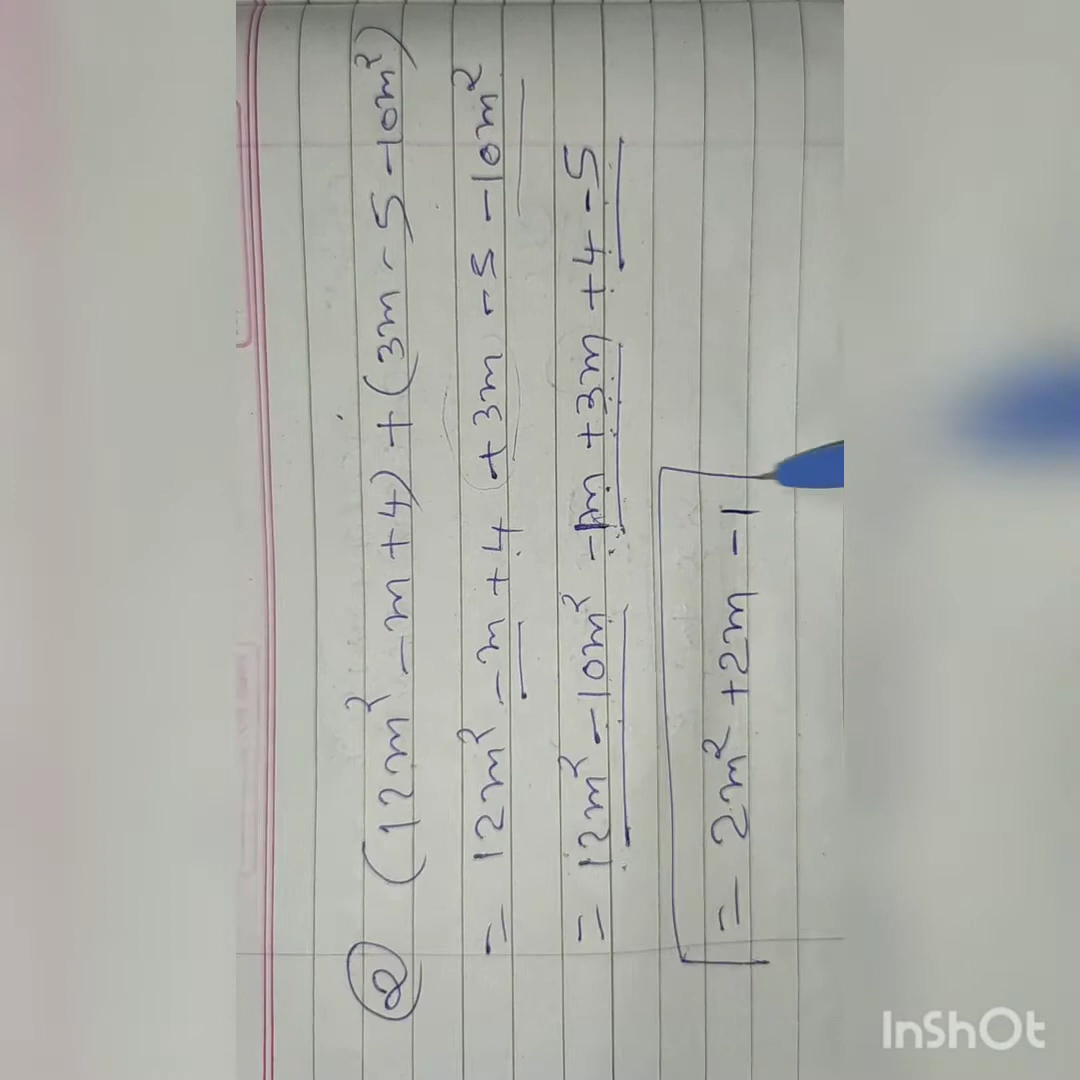 ② (12m² - m + 4) + (3m - 5 - 10m²)
= 12m² - m + 4 + 3m - 5 - 10m²
= 12m² - 10m² - 1m + 3m + 4 - 5
= 2m² + 2m - 1
InShOt